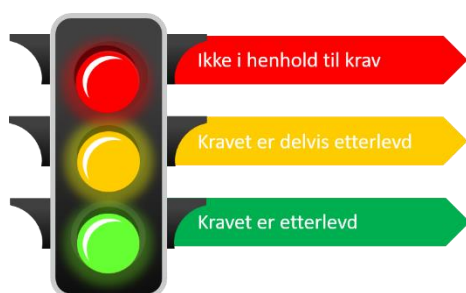 Ikke i henhold til krav
Kravet er delvis etterlevd
Kravet er etterlevd